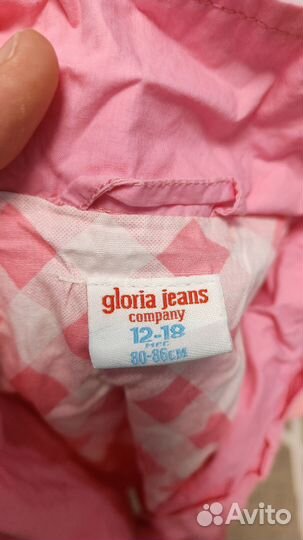 gloria jeans
company
12-18
мес
80-86см
Avito